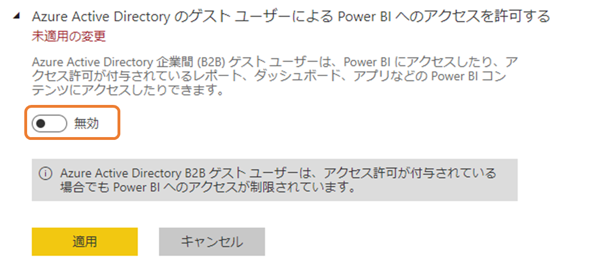 Azure Active Directory のゲスト ユーザーによる Power BI へのアクセスを許可する
未適用の変更
Azure Active Directory 企業間 (B2B) ゲスト ユーザーは、Power BI にアクセスしたり、ア
クセス許可が付与されているレポート、ダッシュボード、アプリなどの Power BI コン
テンツにアクセスしたりできます。
無効
Azure Active Directory B2B ゲスト ユーザーは、アクセス許可が付与されている
場合でも Power BI へのアクセスが制限されています。
適用
キャンセル